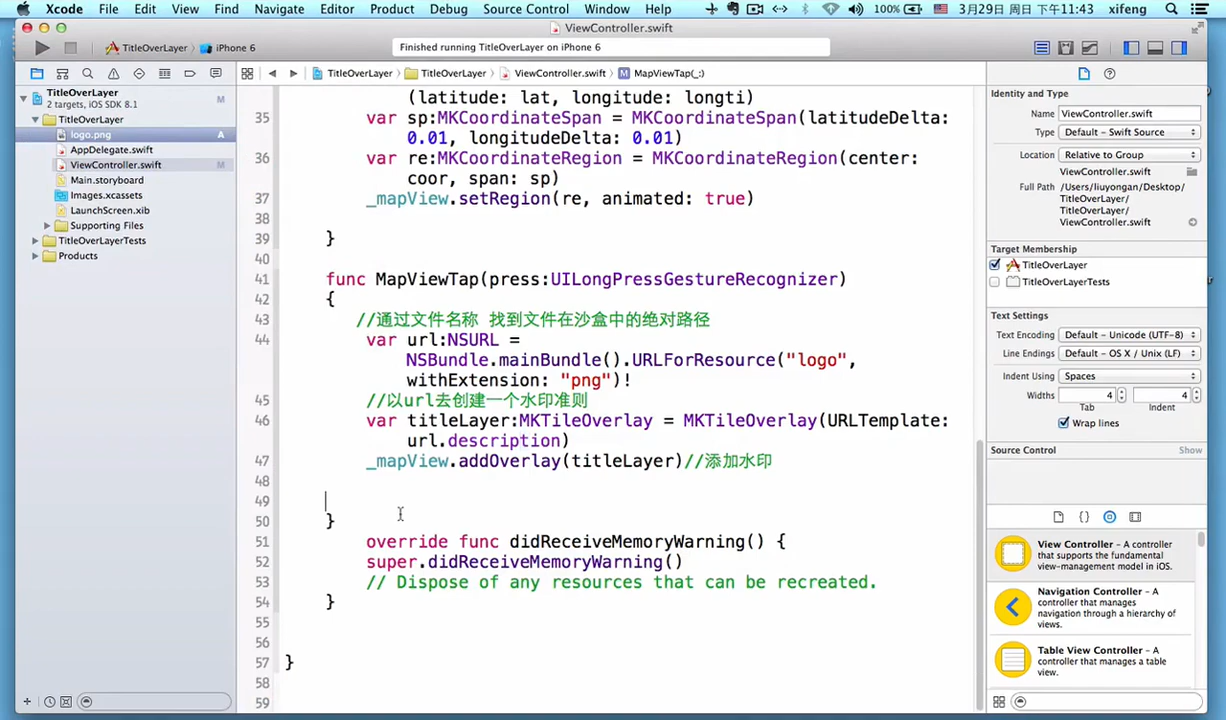 Xcode File Edit View Find Navigate Editor Product Debug Source Control Window Help 100% 3月29日 周日 下午11:43 xifeng
ViewController.swift
TitleOverLayer iPhone 6
Finished running TitleOverLayer on iPhone 6
TitleOverLayer TitleOverLayer ViewController.swift M MapViewTap(_:)
TitleOverLayer M
2 targets, iOS SDK 8.1
TitleOverLayer
logo.png A
AppDelegate.swift
ViewController.swift M
Main.storyboard
Images.xcassets
LaunchScreen.xib
Supporting Files
TitleOverLayerTests
Products
(latitude: lat, longitude: longti)
35 var sp:MKCoordinateSpan = MKCoordinateSpan(latitudeDelta:
0.01, longitudeDelta: 0.01)
36 var re:MKCoordinateRegion = MKCoordinateRegion(center:
coor, span: sp)
37 _mapView.setRegion(re, animated: true)
38
39 }
40
41 func MapViewTap(press:UILongPressGestureRecognizer)
42 {
43 //通过文件名称 找到文件在沙盒中的绝对路径
44 var url:NSURL =
NSBundle.mainBundle().URLForResource("logo",
withExtension: "png")!
45 //以url去创建一个水印准则
46 var titleLayer:MKTileOverlay = MKTileOverlay(URLTemplate:
url.description)
47 _mapView.addOverlay(titleLayer)//添加水印
48
49
50 }
51 override func didReceiveMemoryWarning() {
52 super.didReceiveMemoryWarning()
53 // Dispose of any resources that can be recreated.
54 }
55
56
57 }
58
59
Identity and Type
Name ViewController.swift
Type Default - Swift Source
Location Relative to Group
ViewController.swift
Full Path /Users/liuyongan/Desktop/
TitleOverLayer/
TitleOverLayer/
ViewController.swift
Target Membership
TitleOverLayer
TitleOverLayerTests
Text Settings
Text Encoding Default - Unicode (UTF-8)
Line Endings Default - OS X / Unix (LF)
Indent Using Spaces
Widths 4 4
Tab Indent
Wrap lines
Source Control Show
View Controller - A controller
that supports the fundamental
view-management model in iOS.
Navigation Controller - A
controller that manages
navigation through a hierarchy of
views.
Table View Controller - A
controller that manages a table
view.